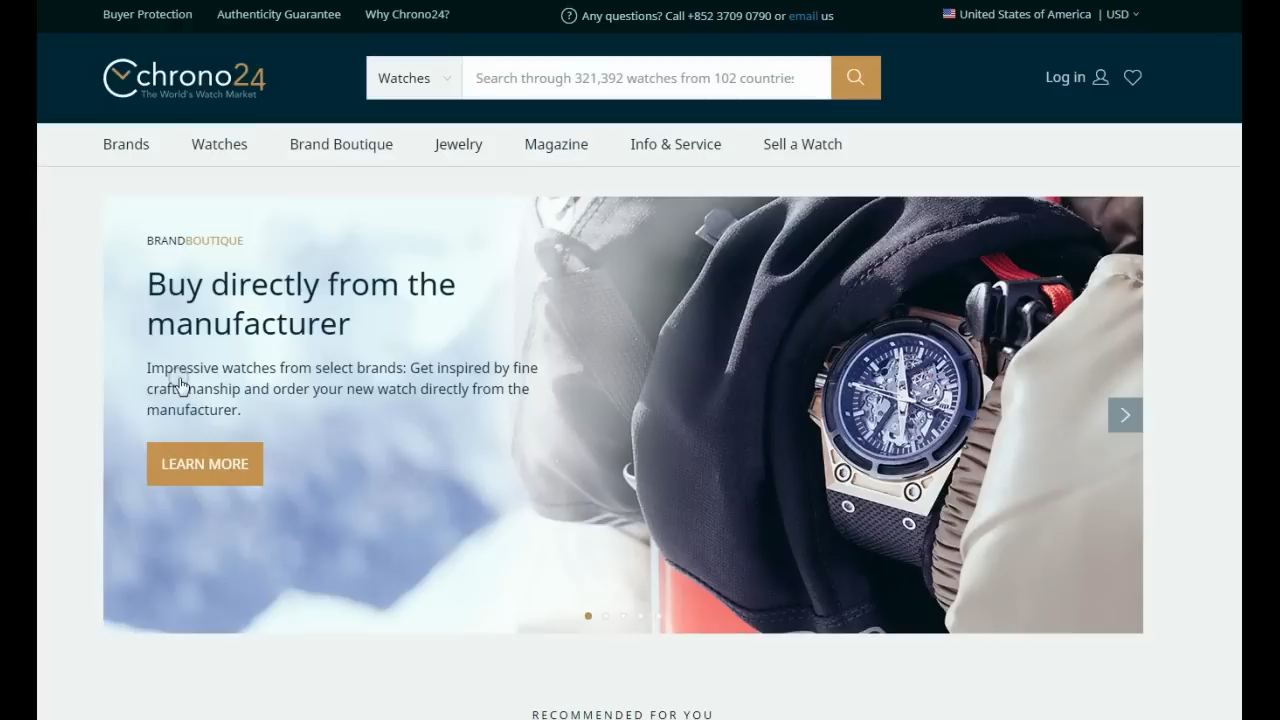 Buyer Protection Authenticity Guarantee Why Chrono24? ? Any questions? Call +852 3709 0790 or email us United States of America | USD
chrono24
The World's Watch Market
Watches Search through 321,392 watches from 102 countries Log in
Brands Watches Brand Boutique Jewelry Magazine Info & Service Sell a Watch
BRANDBOUTIQUE
Buy directly from the
manufacturer
Impressive watches from select brands: Get inspired by fine
craftsmanship and order your new watch directly from the
manufacturer.
LEARN MORE
RECOMMENDED FOR YOU